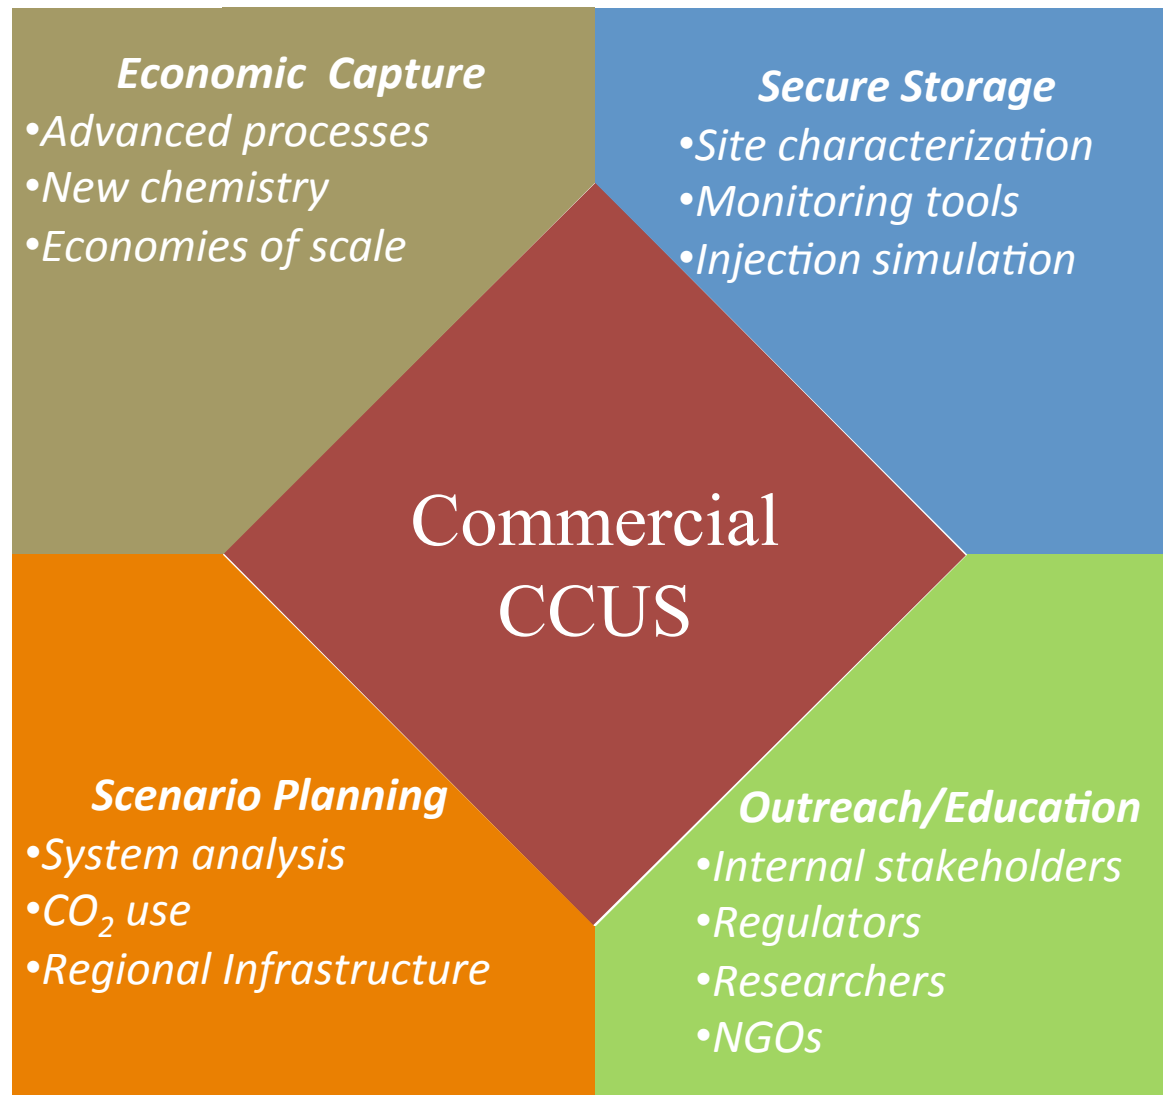 Economic  Capture
•Advanced processes
•New chemistry
•Economies of scale
Secure Storage
•Site characterization
•Monitoring tools
•Injection simulation
Commercial
CCUS
Scenario Planning
•System analysis
•CO₂ use
•Regional Infrastructure
Outreach/Education
•Internal stakeholders
•Regulators
•Researchers
•NGOs